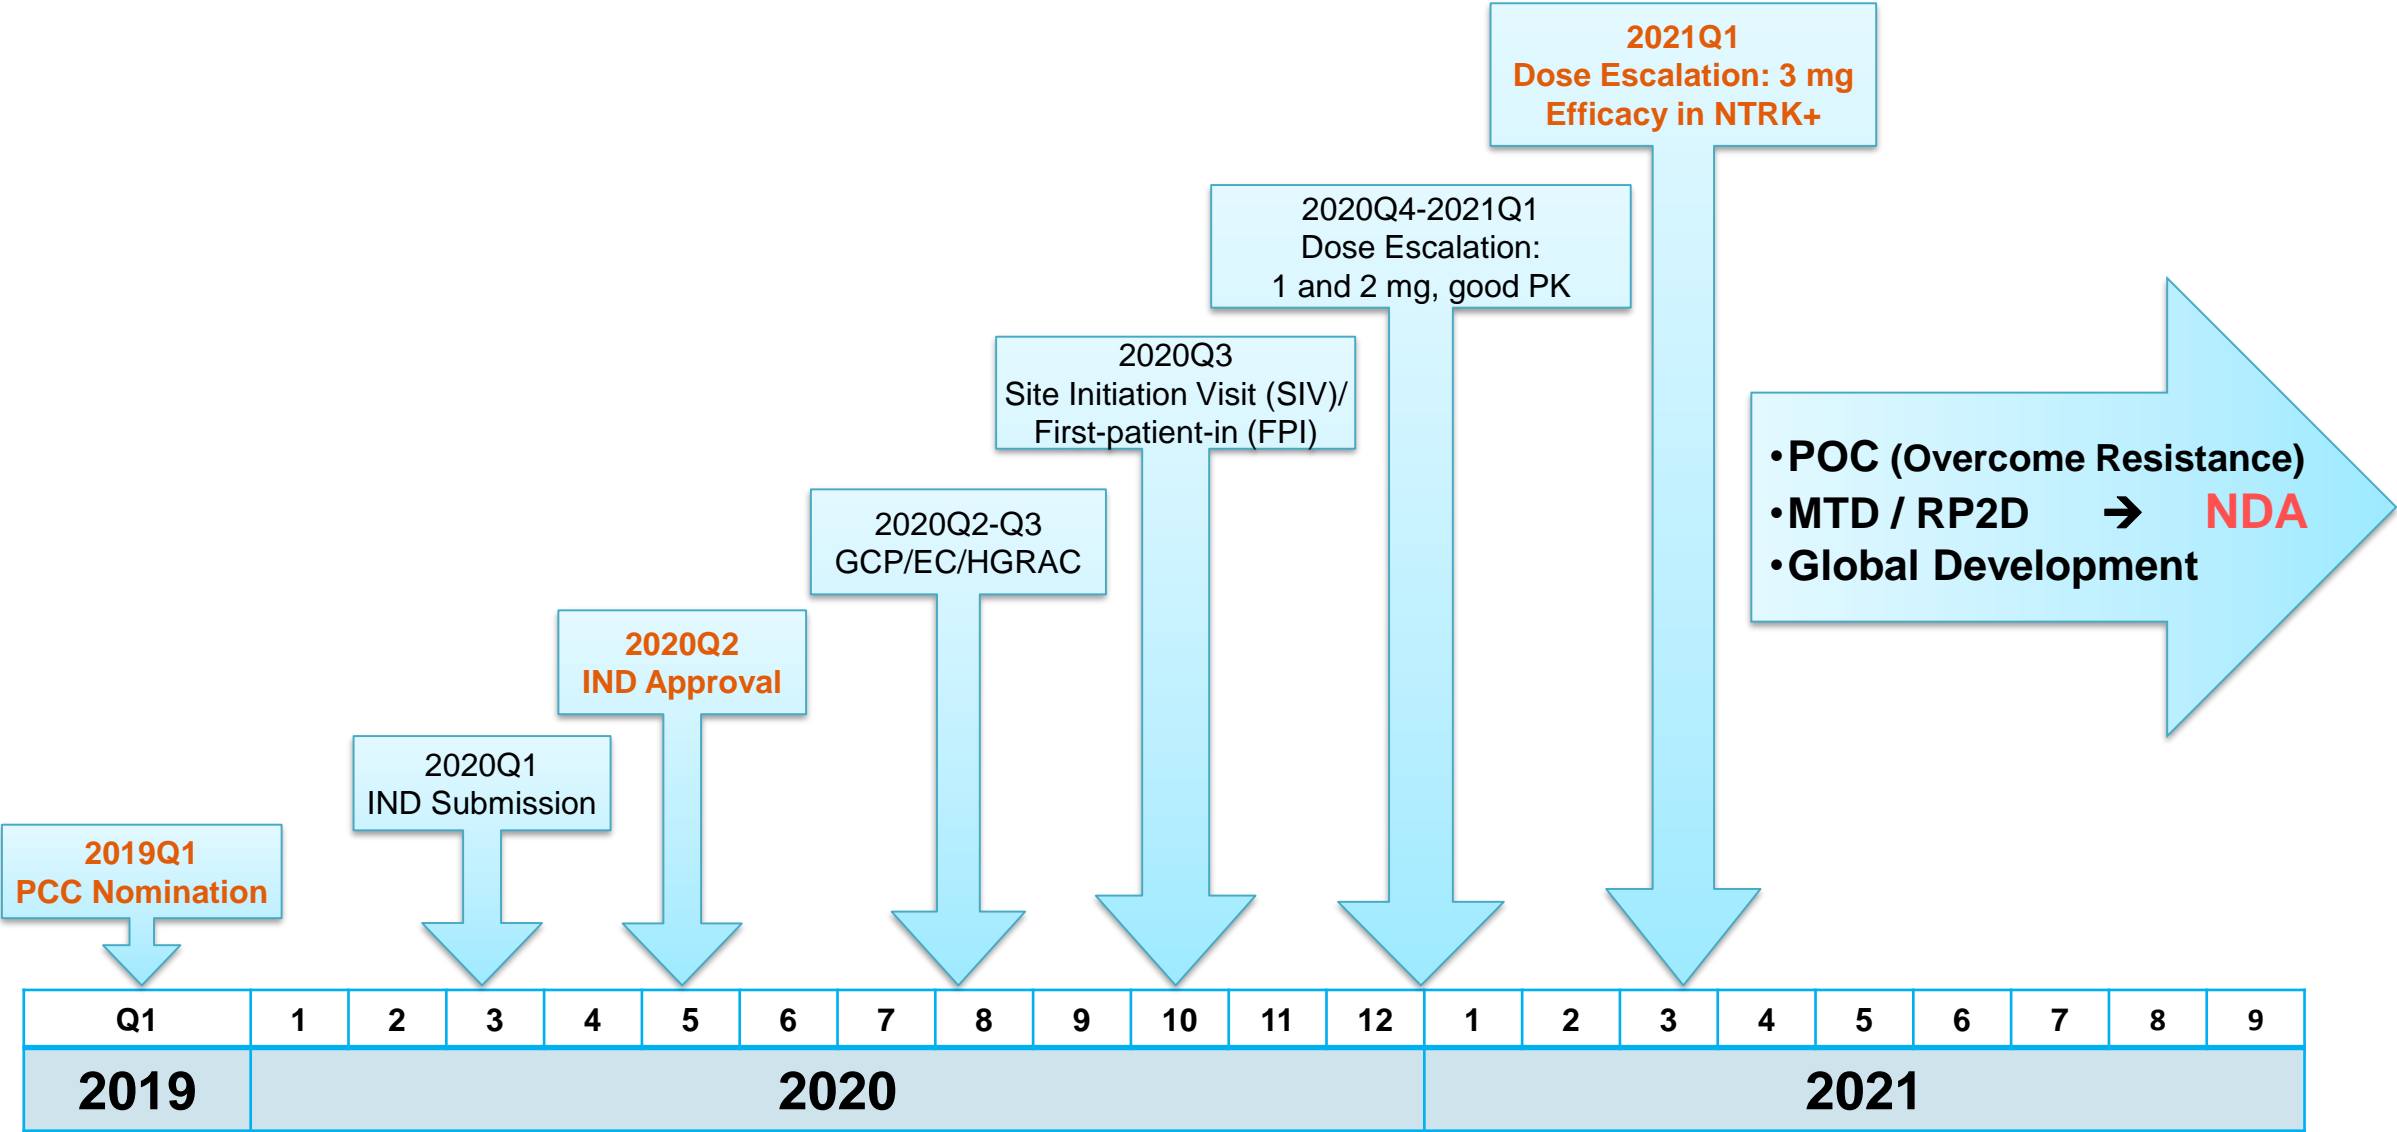 2021Q1
Dose Escalation: 3 mg
Efficacy in NTRK+
2020Q4-2021Q1
Dose Escalation:
1 and 2 mg, good PK
2020Q3
Site Initiation Visit (SIV)/
First-patient-in (FPI)
2020Q2-Q3
GCP/EC/HGRAC
2020Q2
IND Approval
2020Q1
IND Submission
2019Q1
PCC Nomination
•POC (Overcome Resistance)
•MTD / RP2D ➔ NDA
•Global Development
Q1 1 2 3 4 5 6 7 8 9 10 11 12 1 2 3 4 5 6 7 8 9
2019 2020 2021